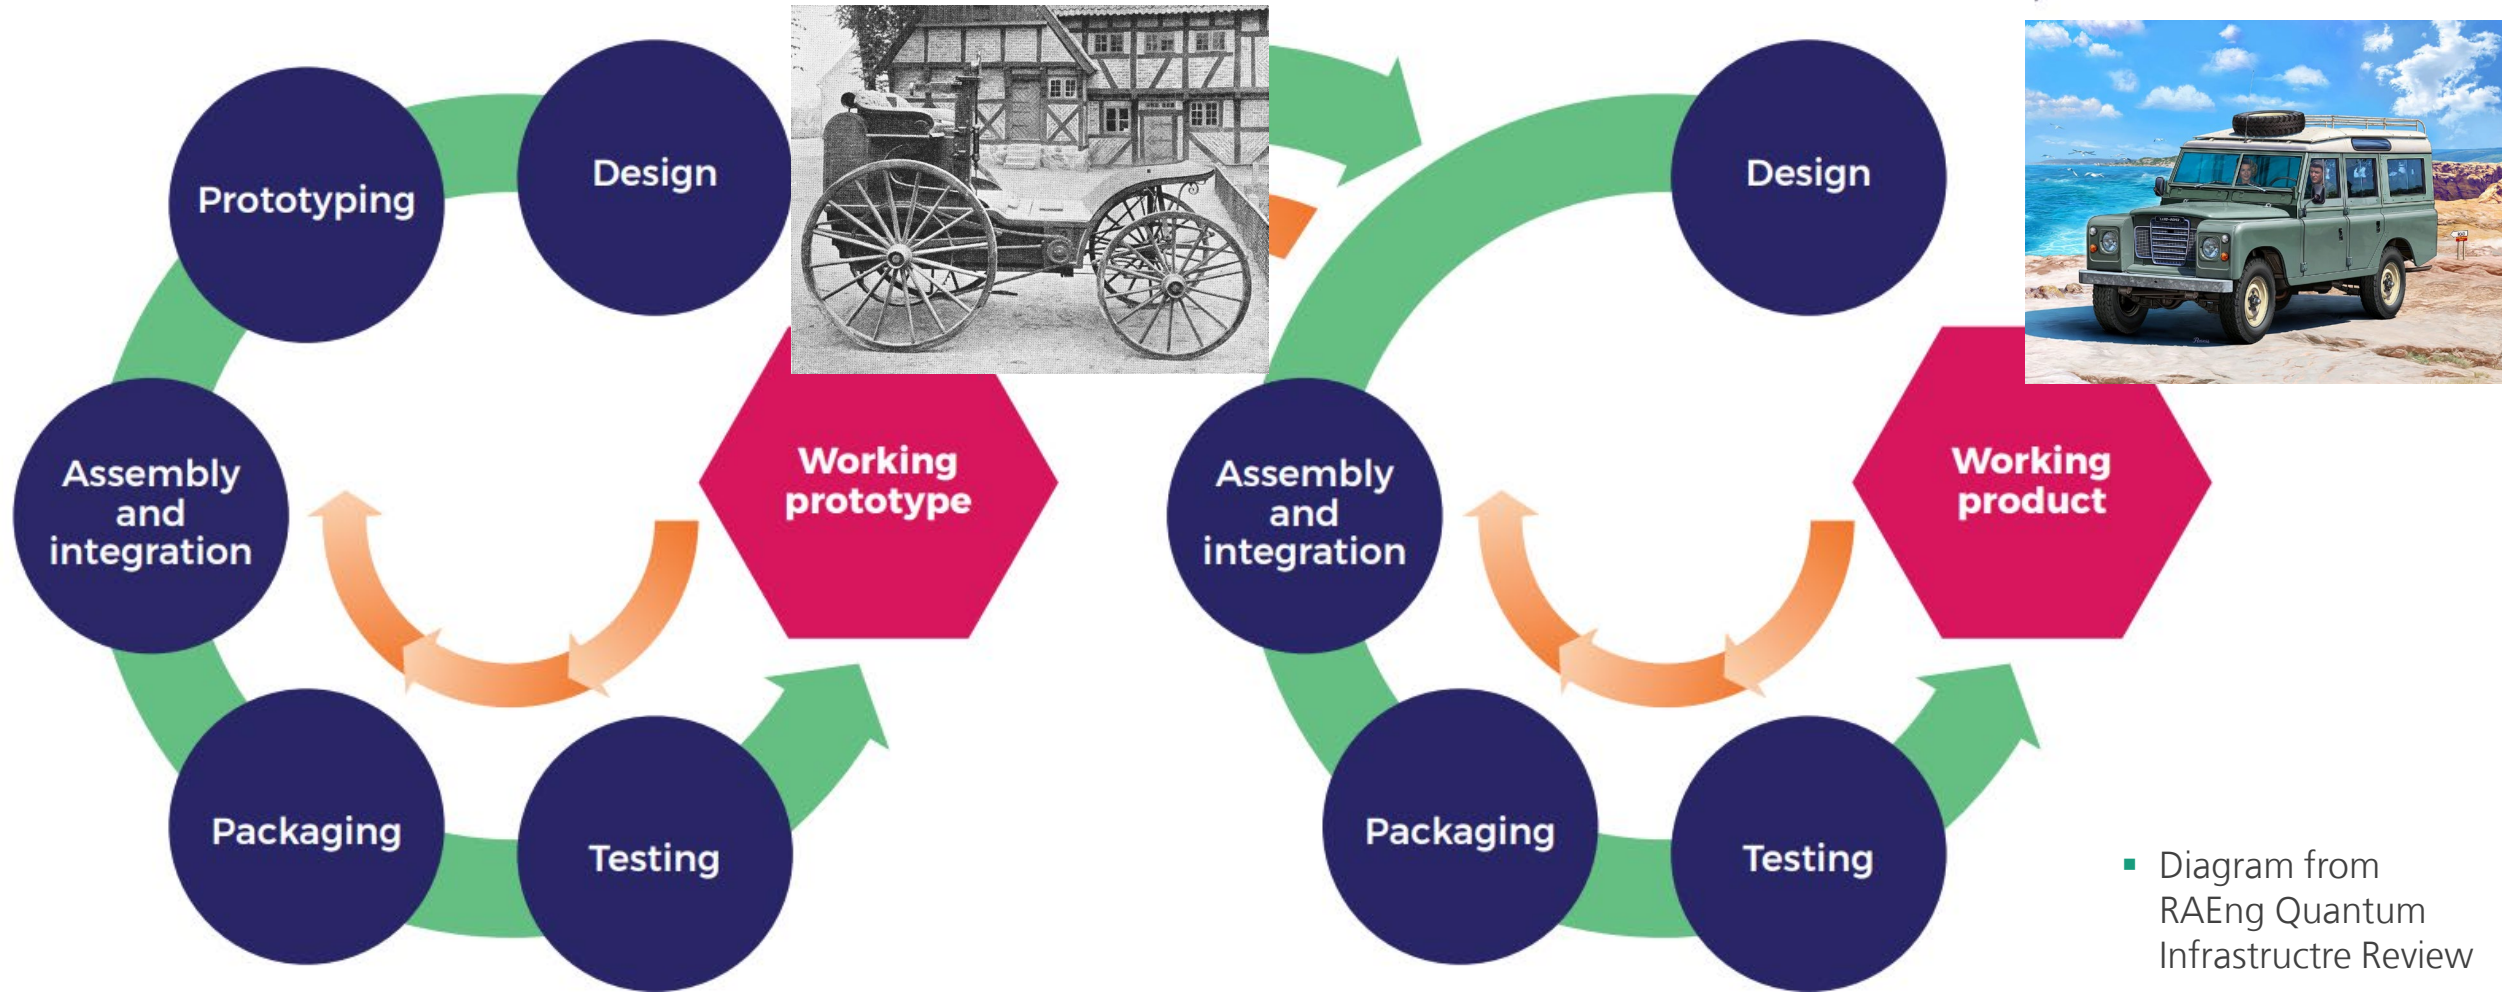 Prototyping
Design
Assembly
and
integration
Packaging
Testing
Working
prototype
Design
Assembly
and
integration
Packaging
Testing
Working
product
▪ Diagram from
RAEng Quantum
Infrastructre Review